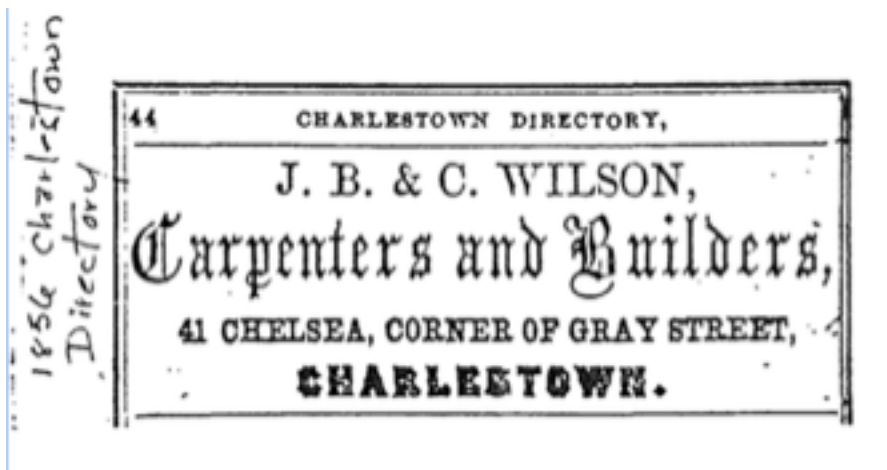 1856 Charlestown
Directory
44 CHARLESTOWN DIRECTORY,
J. B. & C. WILSON,
Carpenters and Builders,
41 CHELSEA, CORNER OF GRAY STREET,
CHARLESTOWN.